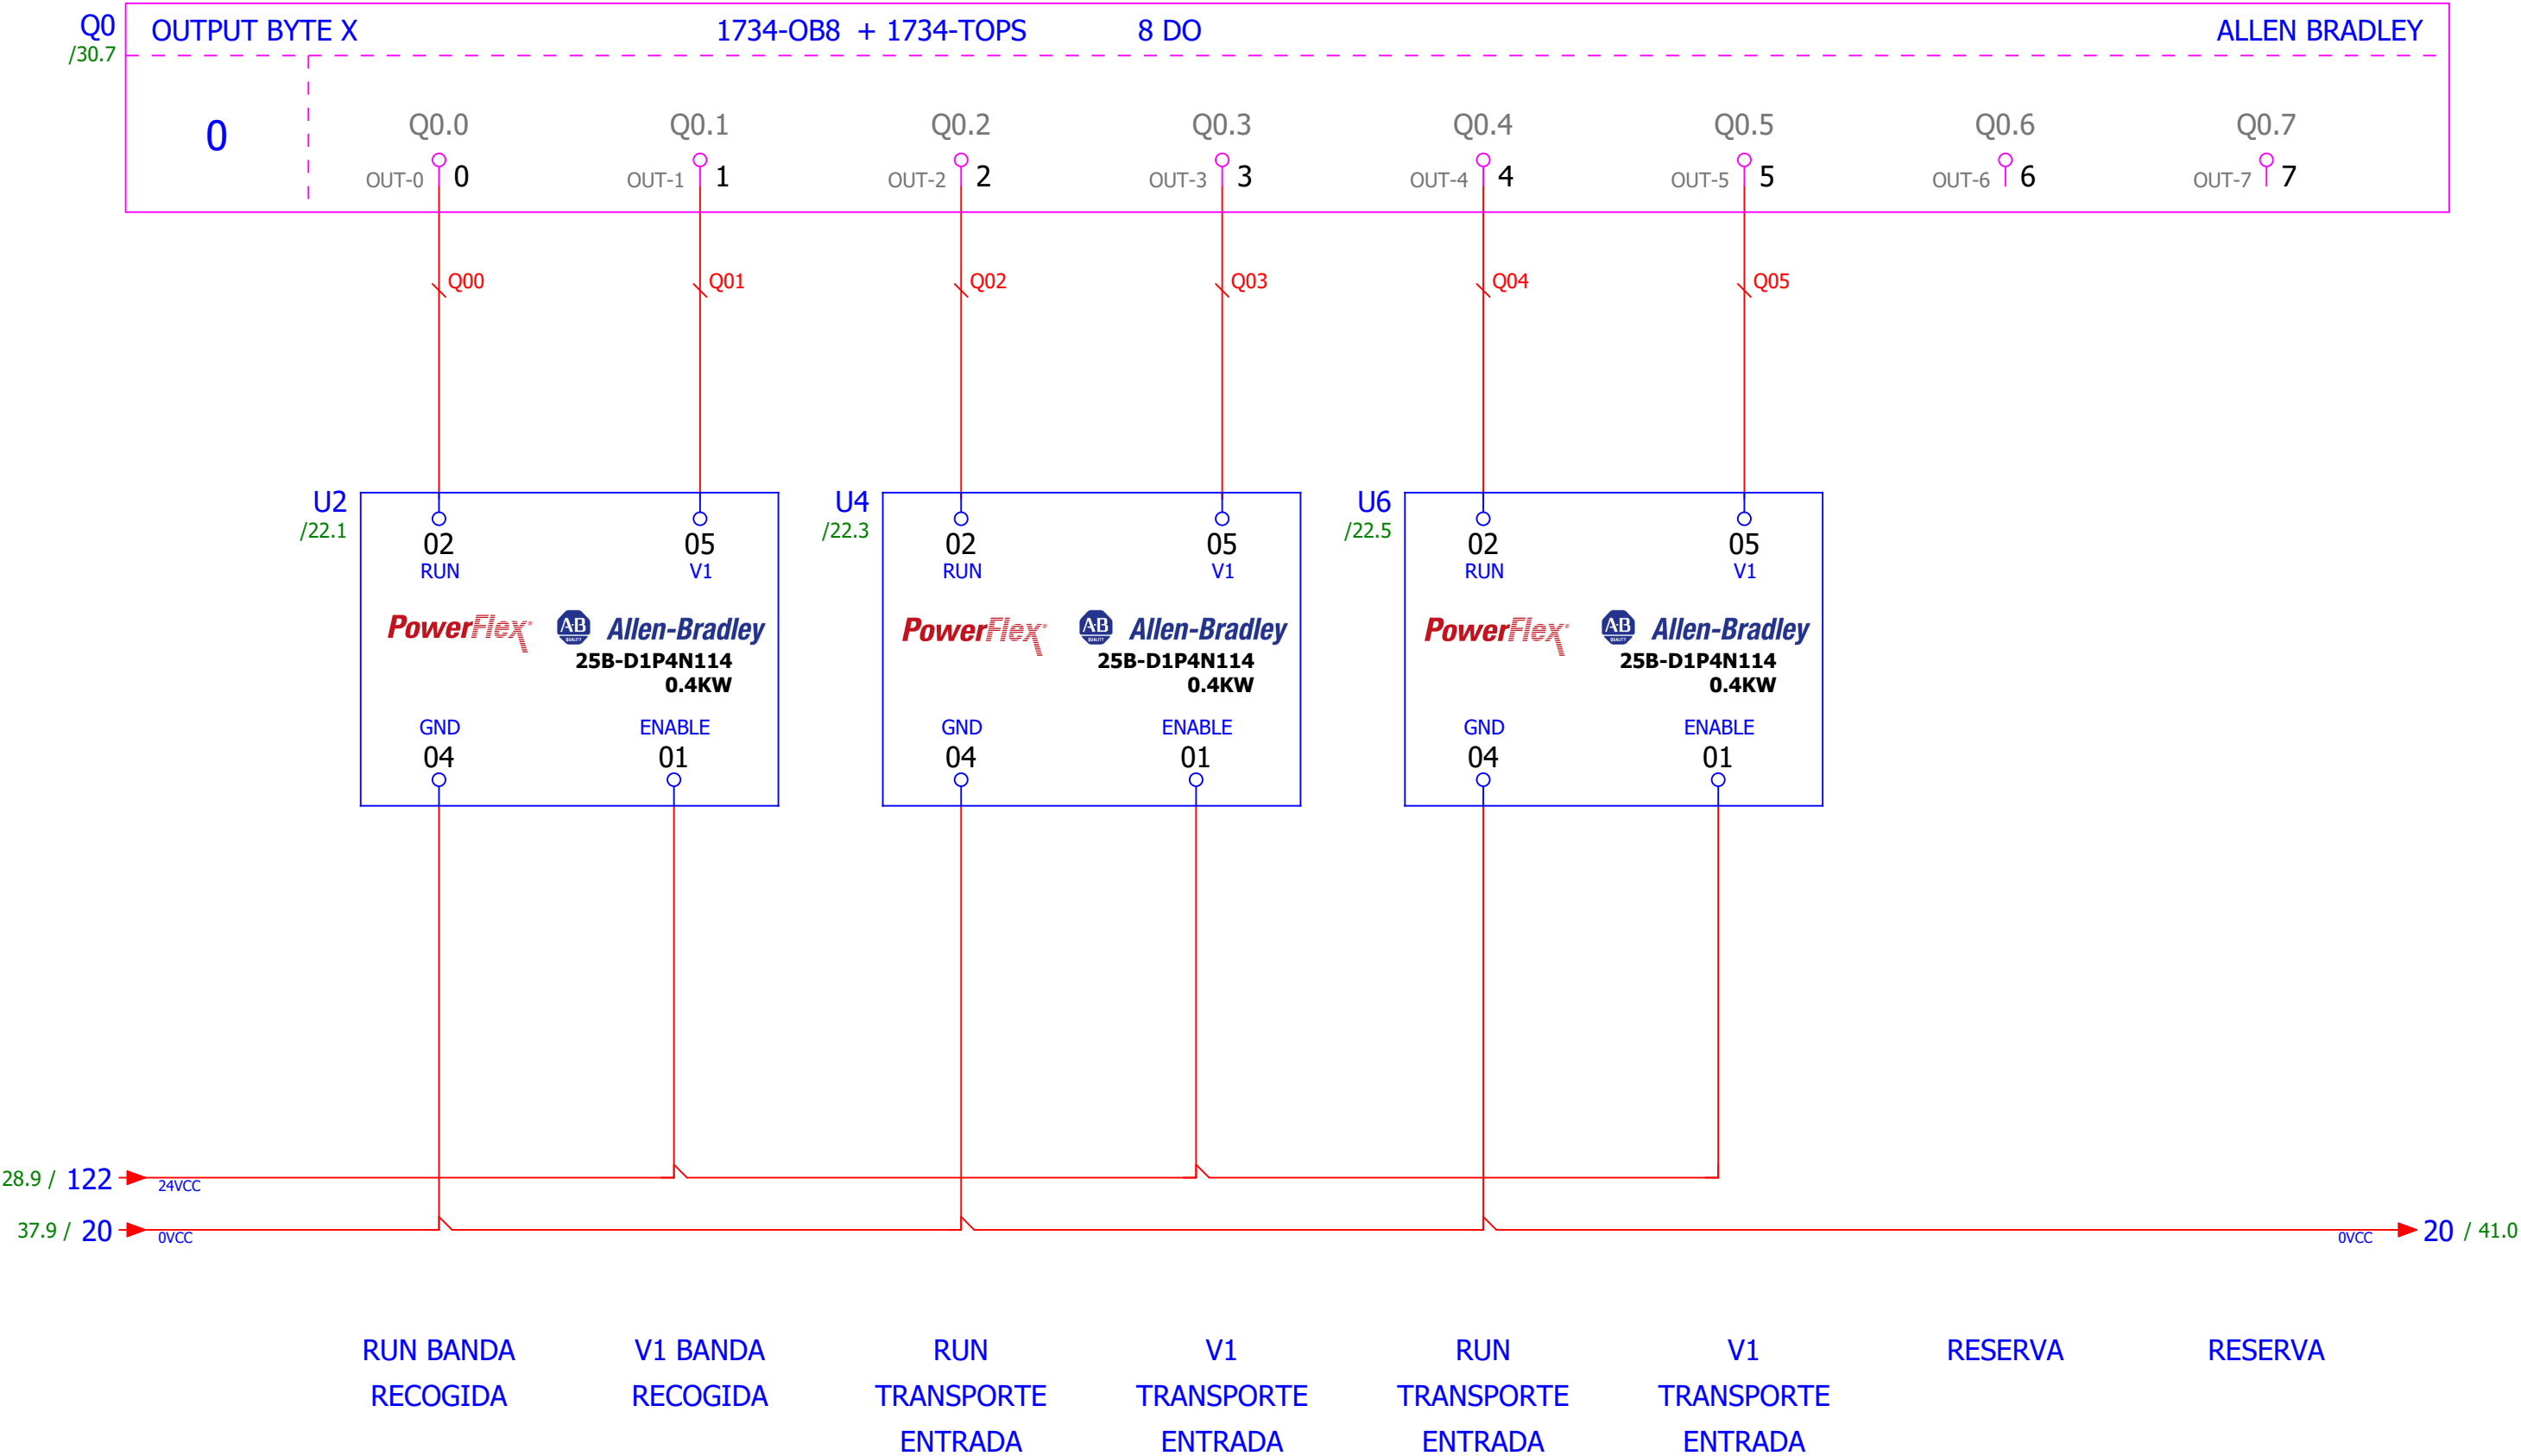 Q0 OUTPUT BYTE X 1734-OB8 + 1734-TOPS 8 DO ALLEN BRADLEY
/30.7
0 Q0.0 Q0.1 Q0.2 Q0.3 Q0.4 Q0.5 Q0.6 Q0.7
OUT-0 0 OUT-1 1 OUT-2 2 OUT-3 3 OUT-4 4 OUT-5 5 OUT-6 6 OUT-7 7
Q00 Q01 Q02 Q03 Q04 Q05
U2 U4 U6
/22.1 /22.3 /22.5
02 05 02 05 02 05
RUN V1 RUN V1 RUN V1
PowerFlex A·B QUALITY Allen-Bradley PowerFlex A·B QUALITY Allen-Bradley PowerFlex A·B QUALITY Allen-Bradley
25B-D1P4N114 25B-D1P4N114 25B-D1P4N114
0.4KW 0.4KW 0.4KW
GND ENABLE GND ENABLE GND ENABLE
04 01 04 01 04 01
28.9 / 122 24VCC
37.9 / 20 0VCC 0VCC 20 / 41.0
RUN BANDA V1 BANDA RUN V1 RUN V1 RESERVA RESERVA
RECOGIDA RECOGIDA TRANSPORTE TRANSPORTE TRANSPORTE TRANSPORTE
ENTRADA ENTRADA ENTRADA ENTRADA